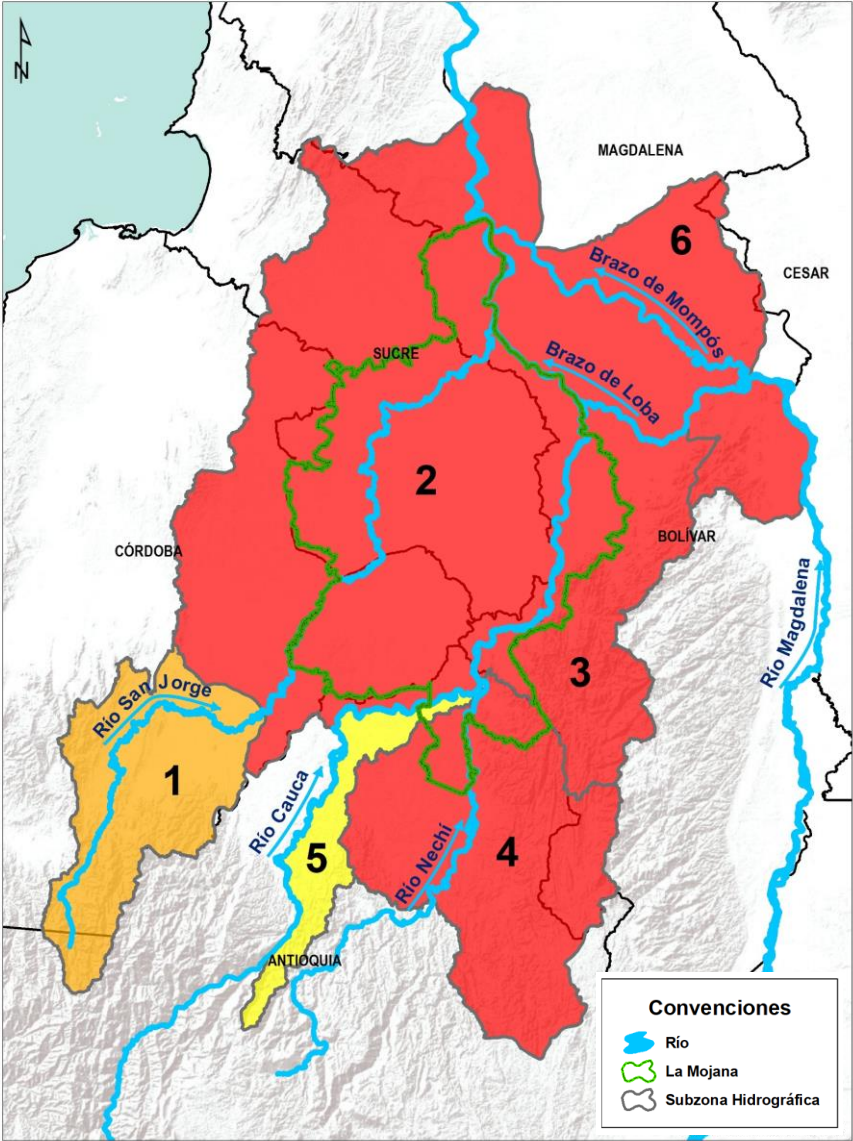 N
MAGDALENA
6
CESAR
Brazo de Mompós
SUCRE
Brazo de Loba
2
CÓRDOBA
BOLÍVAR
Río Magdalena
3
Río San Jorge
1
Río Cauca
5
Río Nechí
4
ANTIOQUIA
Convenciones
Río
La Mojana
Subzona Hidrográfica